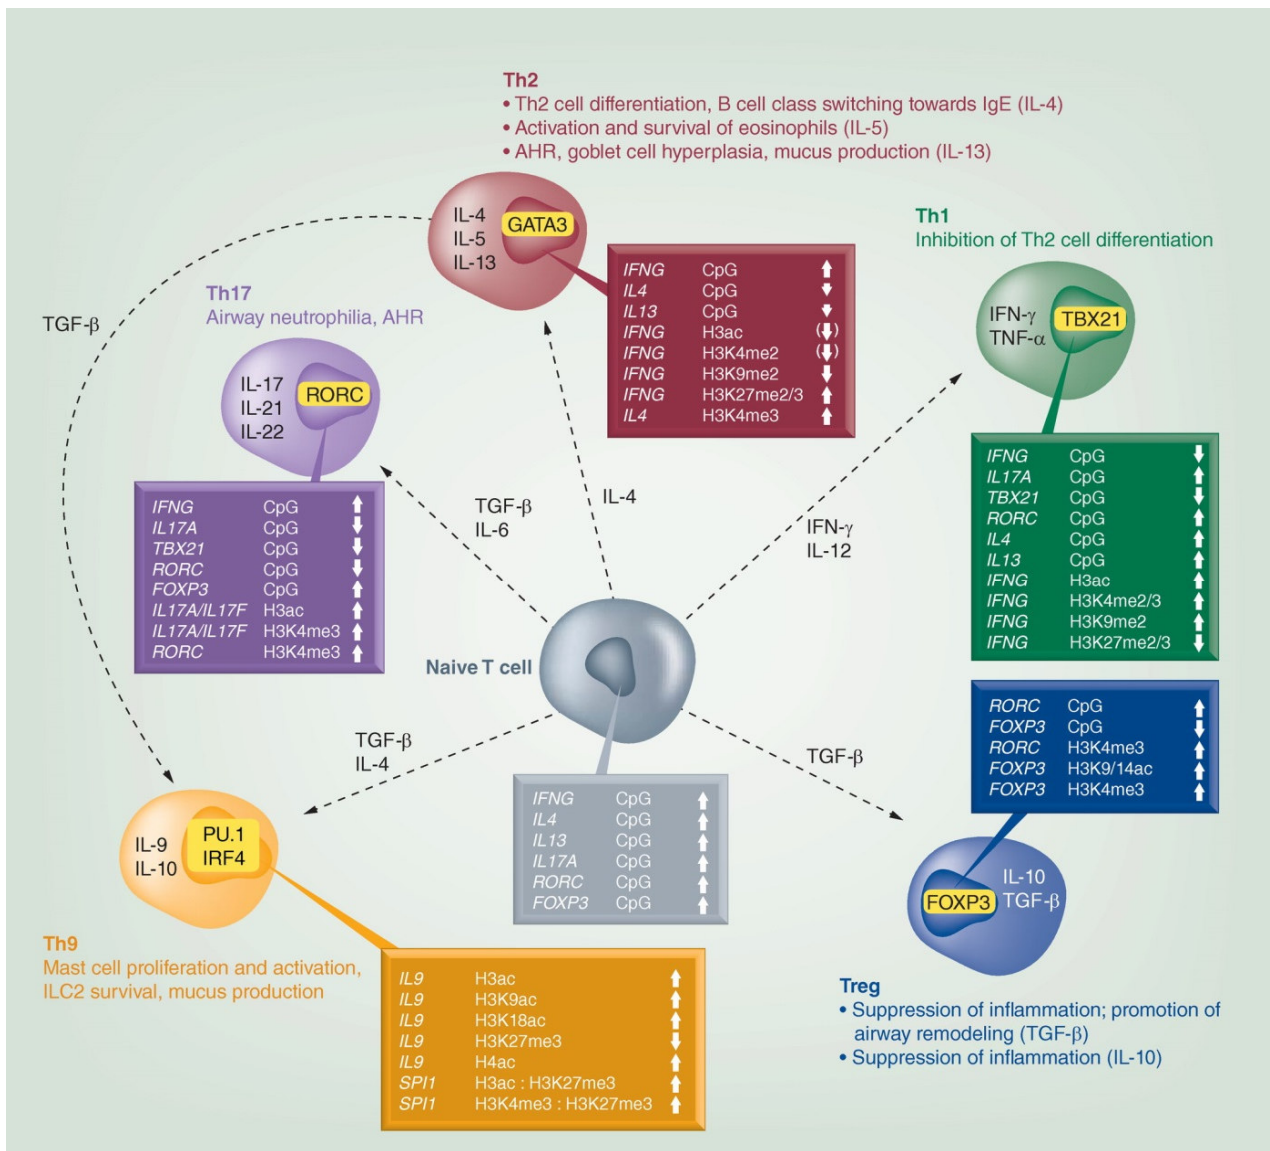 Th2
• Th2 cell differentiation, B cell class switching towards IgE (IL-4)
• Activation and survival of eosinophils (IL-5)
• AHR, goblet cell hyperplasia, mucus production (IL-13)
IL-4
IL-5
IL-13
GATA3
IFNG CpG ⬆
IL4 CpG ⬇
IL13 CpG ⬇
IFNG H3ac (⬇)
IFNG H3K4me2 (⬇)
IFNG H3K9me2 ⬇
IFNG H3K27me2/3 ⬆
IL4 H3K4me3 ⬆
Th1
Inhibition of Th2 cell differentiation
IFN-γ
TNF-α
TBX21
IFNG CpG ⬇
IL17A CpG ⬆
TBX21 CpG ⬇
RORC CpG ⬆
IL4 CpG ⬆
IL13 CpG ⬆
IFNG H3ac ⬆
IFNG H3K4me2/3 ⬆
IFNG H3K9me2 ⬆
IFNG H3K27me2/3 ⬇
Th17
Airway neutrophilia, AHR
IL-17
IL-21
IL-22
RORC
IFNG CpG ⬆
IL17A CpG ⬇
TBX21 CpG ⬇
RORC CpG ⬇
FOXP3 CpG ⬆
IL17A/IL17F H3ac ⬆
IL17A/IL17F H3K4me3 ⬆
RORC H3K4me3 ⬆
TGF-β
TGF-β
IL-6
IL-4
IFN-γ
IL-12
Naive T cell
TGF-β
IL-4
TGF-β
IFNG CpG ⬆
IL4 CpG ⬆
IL13 CpG ⬆
IL17A CpG ⬆
RORC CpG ⬆
FOXP3 CpG ⬆
RORC CpG ⬆
FOXP3 CpG ⬇
RORC H3K4me3 ⬆
FOXP3 H3K9/14ac ⬆
FOXP3 H3K4me3 ⬆
FOXP3
IL-10
TGF-β
Treg
• Suppression of inflammation; promotion of
airway remodeling (TGF-β)
• Suppression of inflammation (IL-10)
IL-9
IL-10
PU.1
IRF4
Th9
Mast cell proliferation and activation,
ILC2 survival, mucus production
IL9 H3ac ⬆
IL9 H3K9ac ⬆
IL9 H3K18ac ⬆
IL9 H3K27me3 ⬇
IL9 H4ac ⬆
SPI1 H3ac : H3K27me3 ⬆
SPI1 H3K4me3 : H3K27me3 ⬆